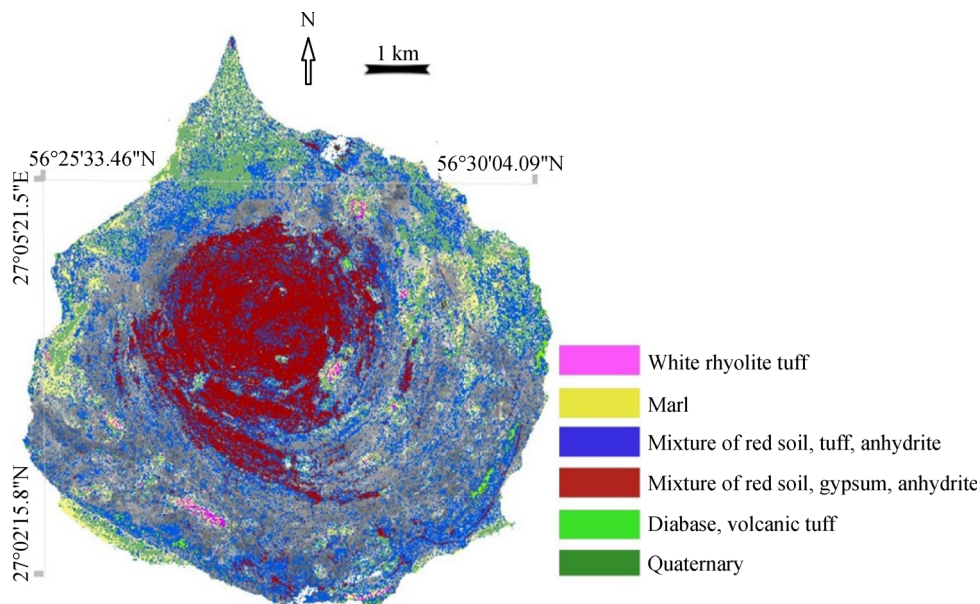 N
1 km
56°25'33.46"N
56°30'04.09"N
27°05'21.5"E
27°02'15.8"N
White rhyolite tuff
Marl
Mixture of red soil, tuff, anhydrite
Mixture of red soil, gypsum, anhydrite
Diabase, volcanic tuff
Quaternary